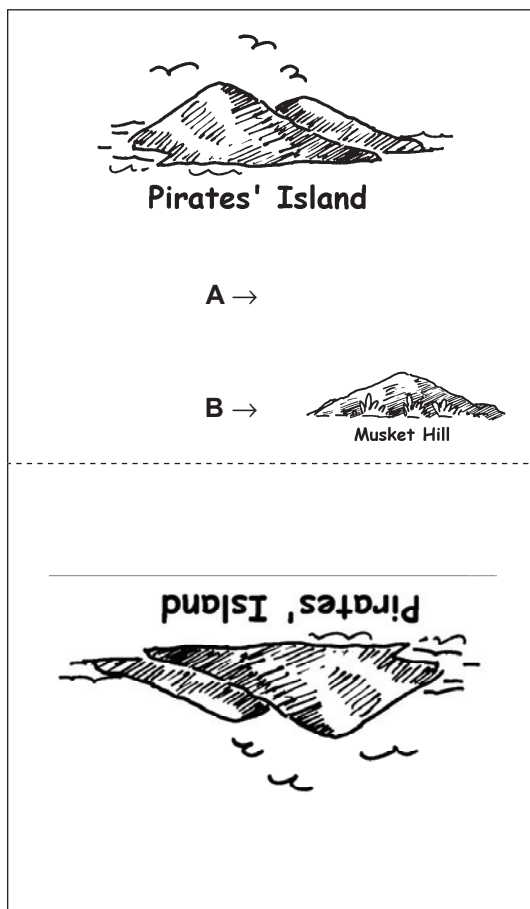 Pirates' Island
A →
B →
Musket Hill
Pirates' Island